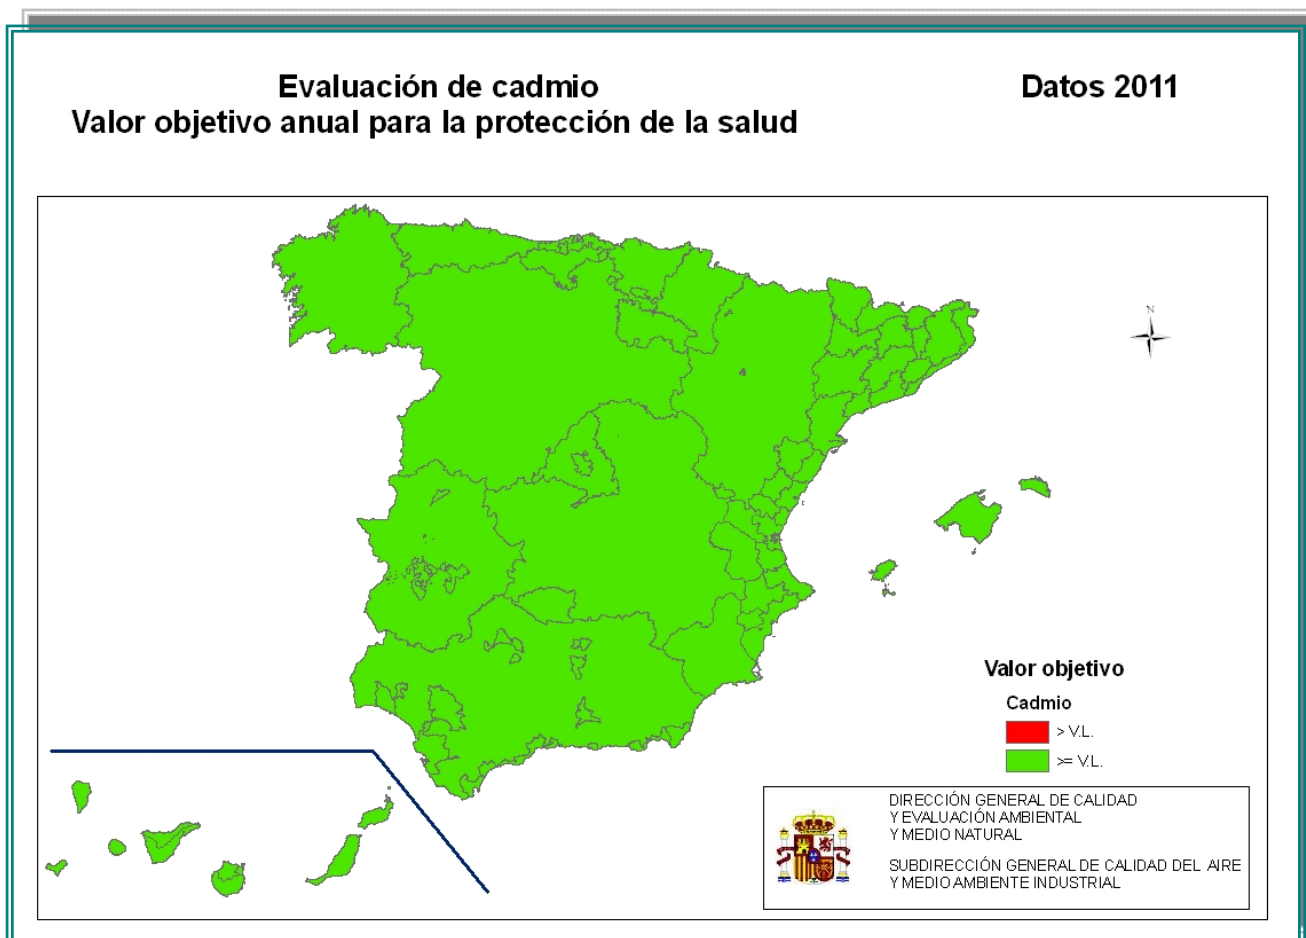 Evaluación de cadmio
Valor objetivo anual para la protección de la salud
Datos 2011
N
Valor objetivo
Cadmio
> V.L.
>= V.L.
DIRECCIÓN GENERAL DE CALIDAD
Y EVALUACIÓN AMBIENTAL
Y MEDIO NATURAL
SUBDIRECCIÓN GENERAL DE CALIDAD DEL AIRE
Y MEDIO AMBIENTE INDUSTRIAL